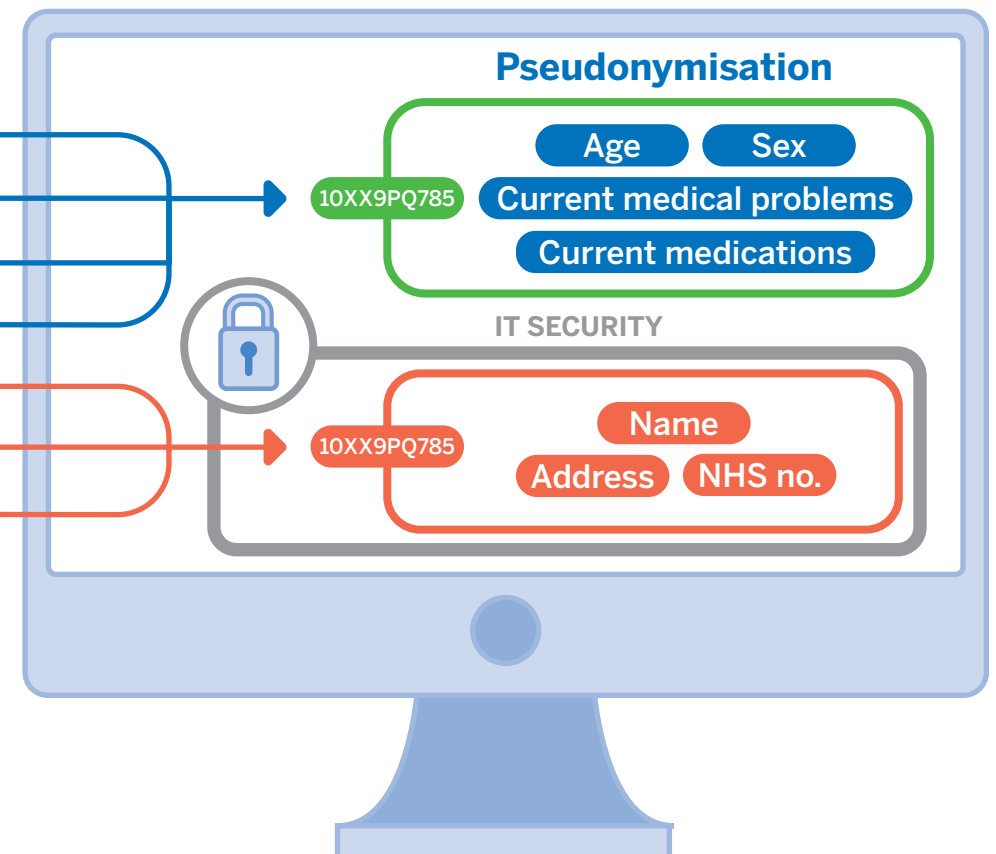 Pseudonymisation
Age Sex
10XX9PQ785 Current medical problems
Current medications
IT SECURITY
Name
10XX9PQ785
Address NHS no.